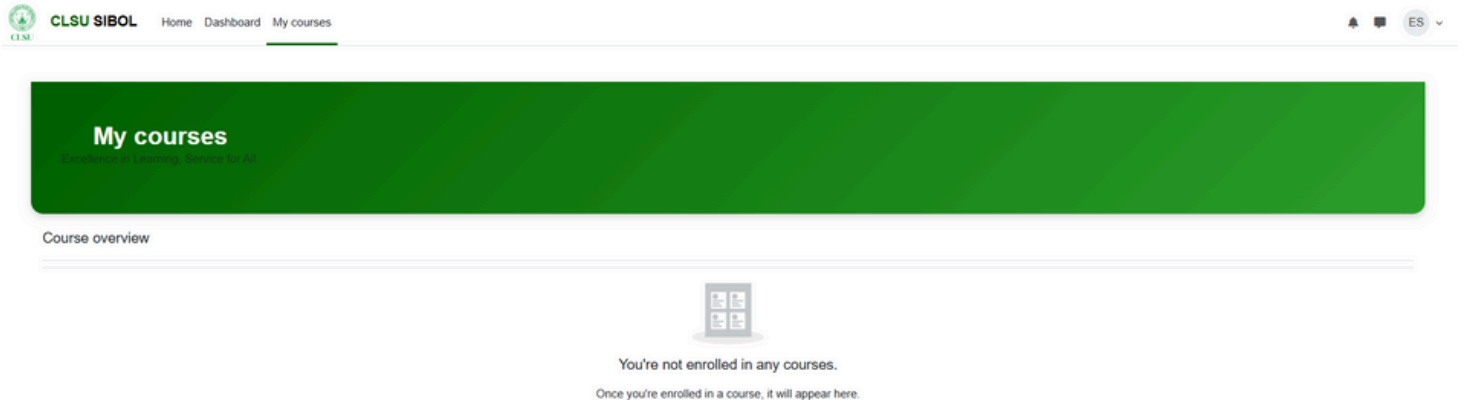 CLSU
CLSU SIBOL Home Dashboard My courses ES
My courses
Excellence in Learning, Service for All
Course overview
You're not enrolled in any courses.
Once you're enrolled in a course, it will appear here.